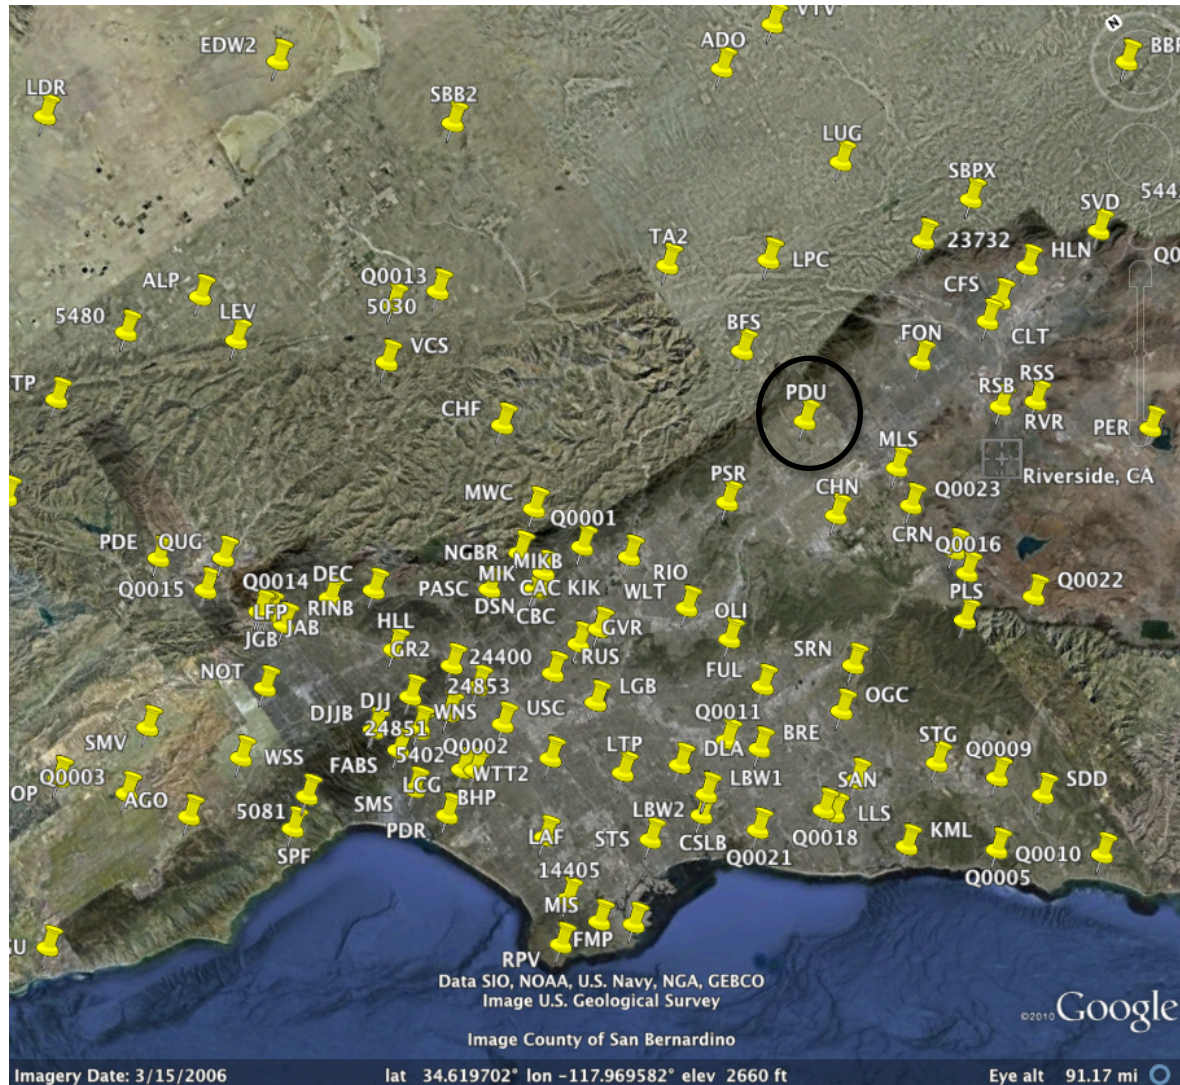 VTV
EDW2
ADO
BBR
LDR
SBB2
LUG
SBPX
SVD
544
23732
HLN
TA2
LPC
Q0
ALP
Q0013
5030
CFS
5480
LEV
VCS
BFS
FON
CLT
TP
CHF
PDU
RSB
RSS
RVR
PER
MLS
PSR
CHN
Q0023
Riverside, CA
MWC
Q0001
CRN
Q0016
PDE
QUG
NGBR
MIKB
Q0015
Q0014
DEC
PASC
MIK
CAC
KIK
WLT
RIO
PLS
Q0022
LFP
RINB
DSN
CBC
OLI
JGB
JAB
HLL
GVR
GR2
24400
RUS
FUL
SRN
NOT
24853
LGB
OGC
DJJB
DJJ
WNS
USC
Q0011
BRE
SMV
24851
STG
Q0009
WSS
FABS
5402
Q0002
LTP
DLA
SDD
OP
Q0003
AGO
LCG
WTT2
LBW1
SAN
5081
SMS
BHP
LBW2
LLS
PDR
LAF
STS
CSLB
Q0018
KML
Q0010
SPF
Q0021
Q0005
14405
MIS
FMP
GU
RPV
Data SIO, NOAA, U.S. Navy, NGA, GEBCO
Image U.S. Geological Survey
©2010 Google
Image County of San Bernardino
Imagery Date: 3/15/2006 lat 34.619702° lon -117.969582° elev 2660 ft Eye alt 91.17 mi
N